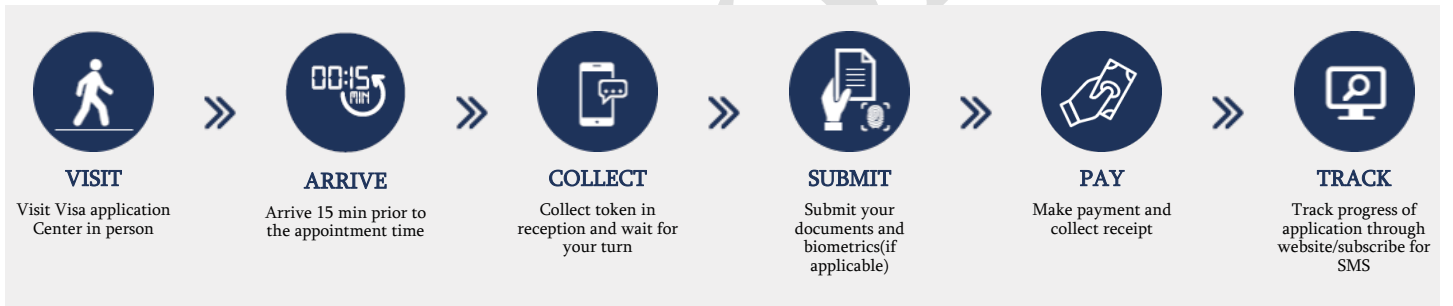 00:15
MIN
VISIT
Visit Visa application
Center in person
ARRIVE
Arrive 15 min prior to
the appointment time
COLLECT
Collect token in
reception and wait for
your turn
SUBMIT
Submit your
documents and
biometrics(if
applicable)
PAY
Make payment and
collect receipt
TRACK
Track progress of
application through
website/subscribe for
SMS